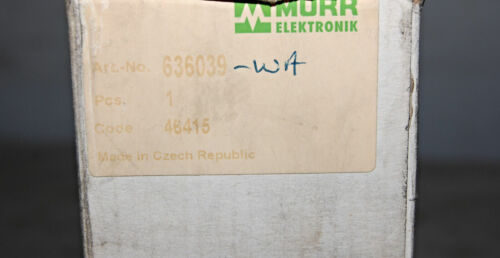 MURR
ELEKTRONIK
Art.-No. 636039 -WA
Pcs. 1
Code 46415
Made in Czech Republic